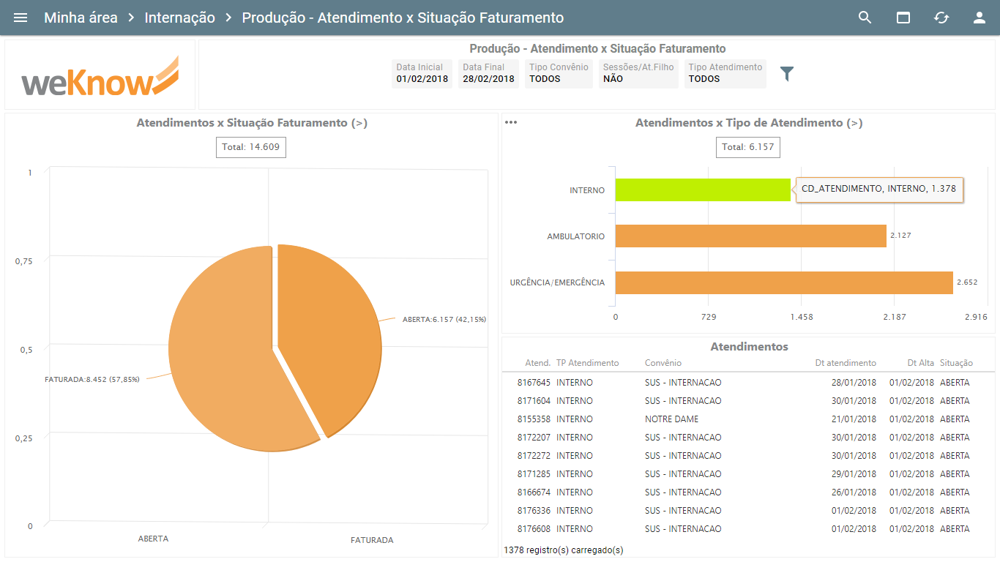 Minha área > Internação > Produção - Atendimento x Situação Faturamento
weKnow
Produção - Atendimento x Situação Faturamento
Data Inicial Data Final Tipo Convênio Sessões/At.Filho Tipo Atendimento
01/02/2018 28/02/2018 TODOS NÃO TODOS
Atendimentos x Situação Faturamento (>)
Total: 14.609
1
0,75
0,5
0,25
0
ABERTA:6.157 (42,15%)
FATURADA:8.452 (57,85%)
ABERTA FATURADA
Atendimentos x Tipo de Atendimento (>)
Total: 6.157
INTERNO
CD_ATENDIMENTO, INTERNO, 1.378
AMBULATORIO 2.127
URGÊNCIA/EMERGÊNCIA 2.652
0 729 1.458 2.187 2.916
Atendimentos
Atend. TP Atendimento Convênio Dt atendimento Dt Alta Situação
8167645 INTERNO SUS - INTERNACAO 28/01/2018 01/02/2018 ABERTA
8171604 INTERNO SUS - INTERNACAO 30/01/2018 01/02/2018 ABERTA
8155358 INTERNO NOTRE DAME 21/01/2018 01/02/2018 ABERTA
8172207 INTERNO SUS - INTERNACAO 30/01/2018 01/02/2018 ABERTA
8172272 INTERNO SUS - INTERNACAO 30/01/2018 01/02/2018 ABERTA
8171285 INTERNO SUS - INTERNACAO 29/01/2018 01/02/2018 ABERTA
8166674 INTERNO SUS - INTERNACAO 26/01/2018 01/02/2018 ABERTA
8176336 INTERNO SUS - INTERNACAO 01/02/2018 01/02/2018 ABERTA
8176608 INTERNO SUS - INTERNACAO 01/02/2018 01/02/2018 ABERTA
1378 registro(s) carregado(s)